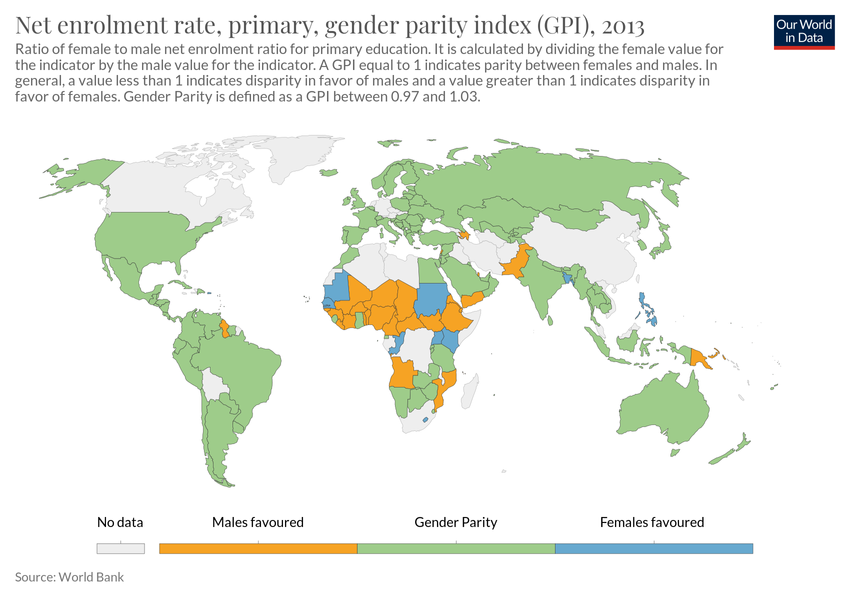 Net enrolment rate, primary, gender parity index (GPI), 2013
Our World
in Data
Ratio of female to male net enrolment ratio for primary education. It is calculated by dividing the female value for
the indicator by the male value for the indicator. A GPI equal to 1 indicates parity between females and males. In
general, a value less than 1 indicates disparity in favor of males and a value greater than 1 indicates disparity in
favor of females. Gender Parity is defined as a GPI between 0.97 and 1.03.
No data
Males favoured
Gender Parity
Females favoured
Source: World Bank